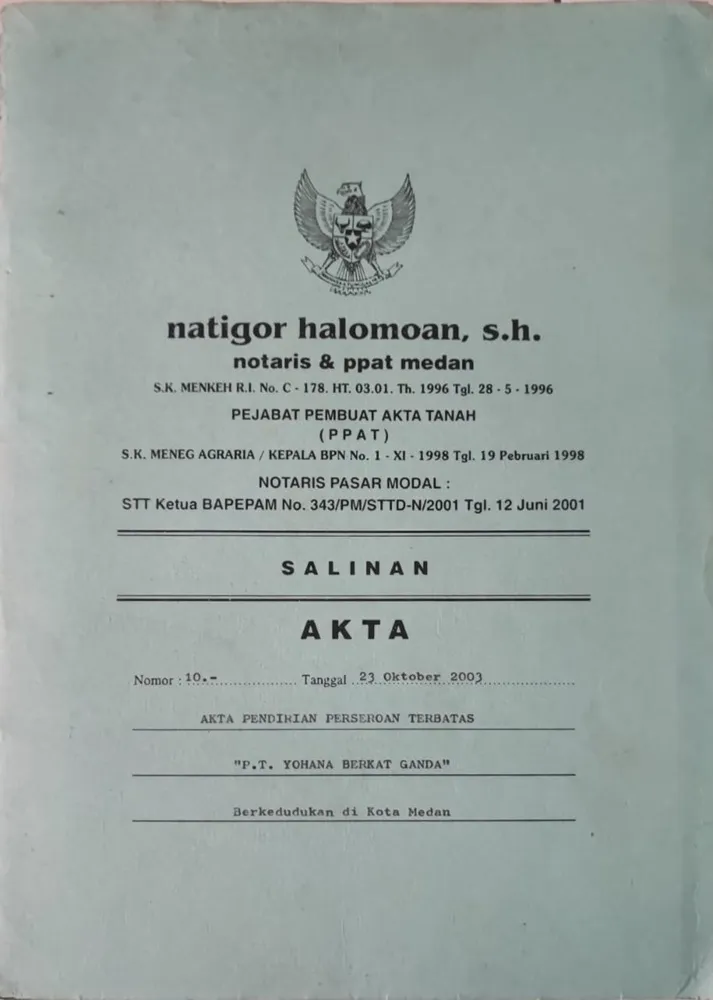 natigor halomoan, s.h.
notaris & ppat medan
S.K. MENKEH R.I. No. C - 178. HT. 03.01. Th. 1996 Tgl. 28 - 5 - 1996
PEJABAT PEMBUAT AKTA TANAH
(PPAT)
S.K. MENEG AGRARIA / KEPALA BPN No. 1 - XI - 1998 Tgl. 19 Pebruari 1998
NOTARIS PASAR MODAL :
STT Ketua BAPEPAM No. 343/PM/STTD-N/2001 Tgl. 12 Juni 2001
SALINAN
AKTA
Nomor : 10.-.................. Tanggal ..23 Oktober 2003...................
AKTA PENDIRIAN PERSEROAN TERBATAS
"P.T. YOHANA BERKAT GANDA"
Berkedudukan di Kota Medan